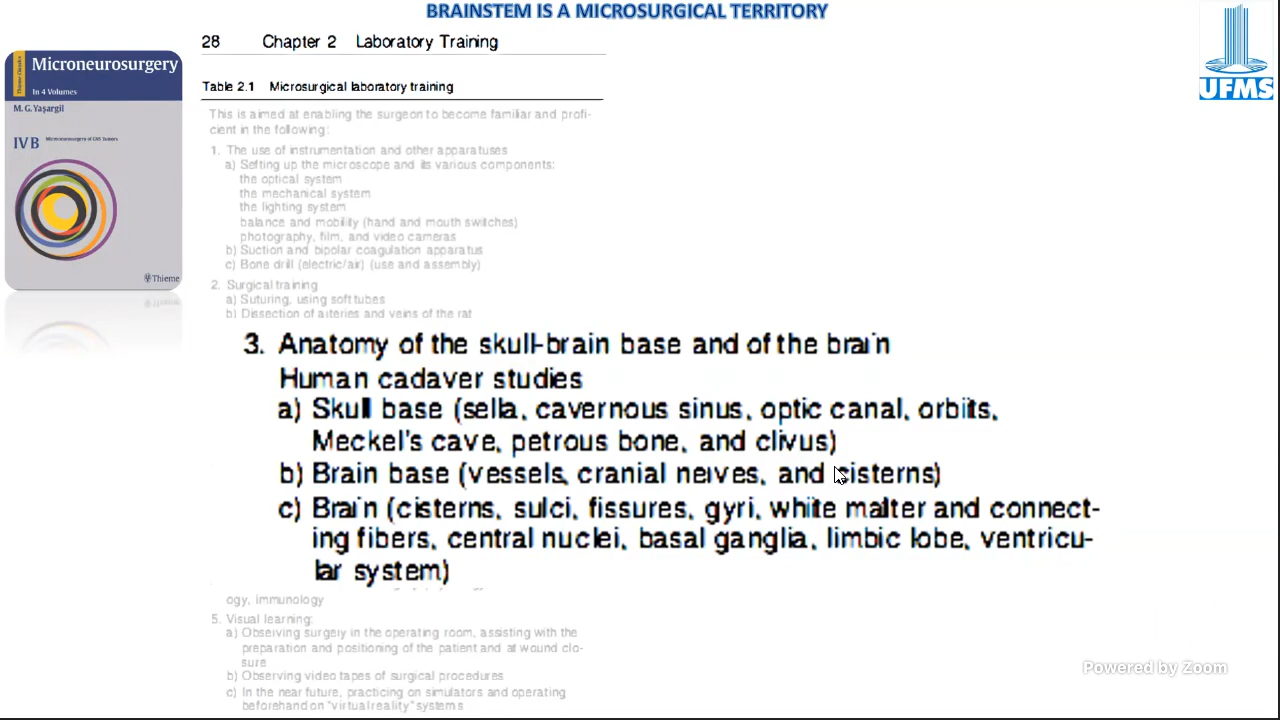 BRAINSTEM IS A MICROSURGICAL TERRITORY
UFMS
Thieme Classics
Microneurosurgery
In 4 Volumes
M. G. Yaşargil
IV B Microneurosurgery of CNS Tumors
Thieme
28 Chapter 2 Laboratory Training
Table 2.1 Microsurgical laboratory training
This is aimed at enabling the surgeon to become familiar and profi-
cient in the following:
1. The use of instrumentation and other apparatuses
a) Setting up the microscope and its various components:
the optical system
the mechanical system
the lighting system
balance and mobility (hand and mouth switches)
photography, film, and video cameras
b) Suction and bipolar coagulation apparatus
c) Bone drill (electric/air) (use and assembly)
2. Surgical training
a) Suturing, using soft tubes
b) Dissection of arteries and veins of the rat
3. Anatomy of the skull-brain base and of the brain
Human cadaver studies
a) Skull base (sella, cavernous sinus, optic canal, orbits,
Meckel's cave, petrous bone, and clivus)
b) Brain base (vessels, cranial nerves, and cisterns)
c) Brain (cisterns, sulci, fissures, gyri, white matter and connect-
ing fibers, central nuclei, basal ganglia, limbic lobe, ventricu-
lar system)
ogy, immunology
5. Visual learning:
a) Observing surgery in the operating room, assisting with the
preparation and positioning of the patient and at wound clo-
sure
b) Observing video tapes of surgical procedures
c) In the near future, practicing on simulators and operating
beforehand on "virtual reality" systems
Powered by Zoom